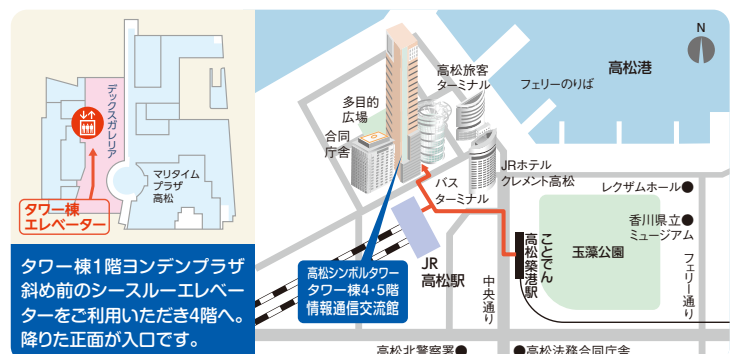 デックスガレリア
マリタイム
プラザ
高松
タワー棟
エレベーター
タワー棟1階ヨンデンプラザ
斜め前のシースルーエレベー
ターをご利用いただき4階へ。
降りた正面が入口です。
N
高松港
フェリーのりば
高松旅客
ターミナル
多目的
広場
合同
庁舎
JRホテル
クレメント高松
バス
ターミナル
レクザムホール●
香川県立●
ミュージアム
玉藻公園
ことでん
高松築港駅
フェリー通り
中央通り
JR
高松駅
高松シンボルタワー
タワー棟4・5階
情報通信交流館
高松北警察署●
●高松法務合同庁舎